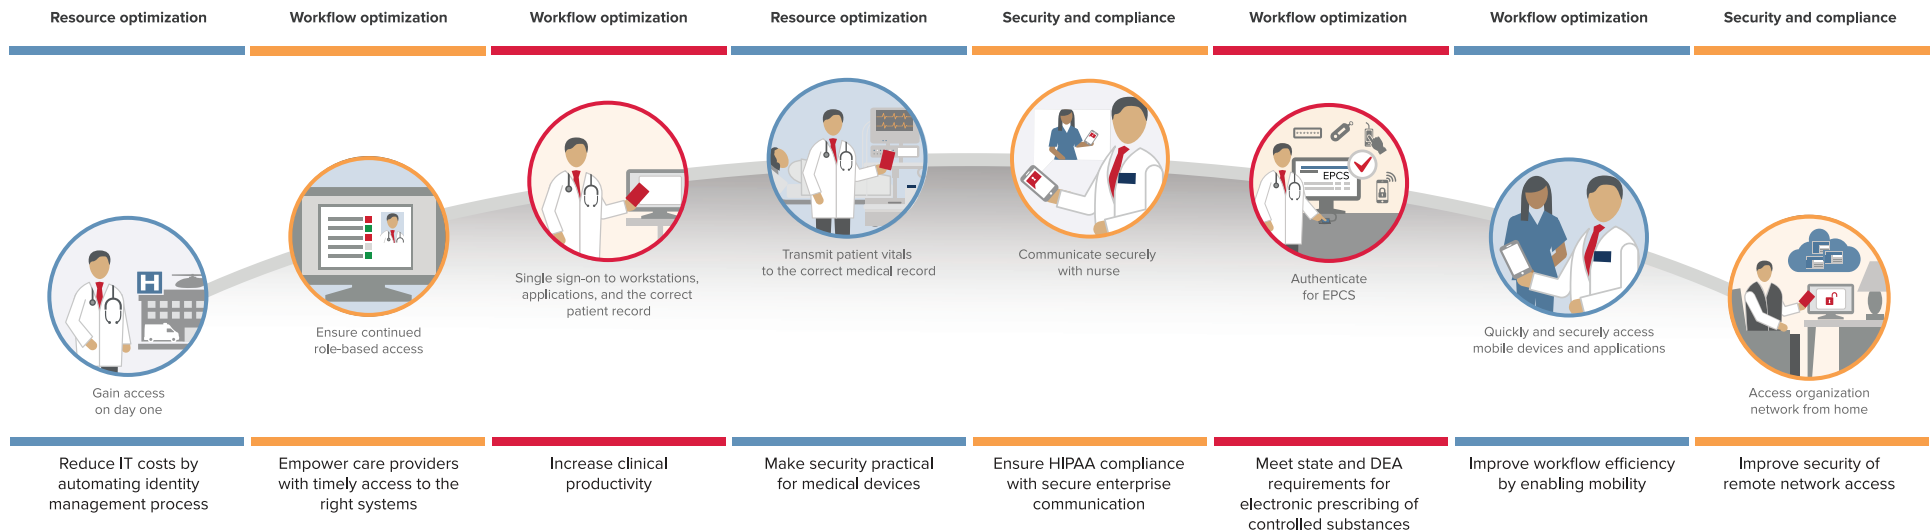 Resource optimization
Workflow optimization
Workflow optimization
Resource optimization
Security and compliance
Workflow optimization
Workflow optimization
Security and compliance
H
Gain access
on day one
Ensure continued
role-based access
Single sign-on to workstations,
applications, and the correct
patient record
Transmit patient vitals
to the correct medical record
Communicate securely
with nurse
EPCS
Authenticate
for EPCS
Quickly and securely access
mobile devices and applications
Access organization
network from home
Reduce IT costs by
automating identity
management process
Empower care providers
with timely access to the
right systems
Increase clinical
productivity
Make security practical
for medical devices
Ensure HIPAA compliance
with secure enterprise
communication
Meet state and DEA
requirements for
electronic prescribing of
controlled substances
Improve workflow efficiency
by enabling mobility
Improve security of
remote network access